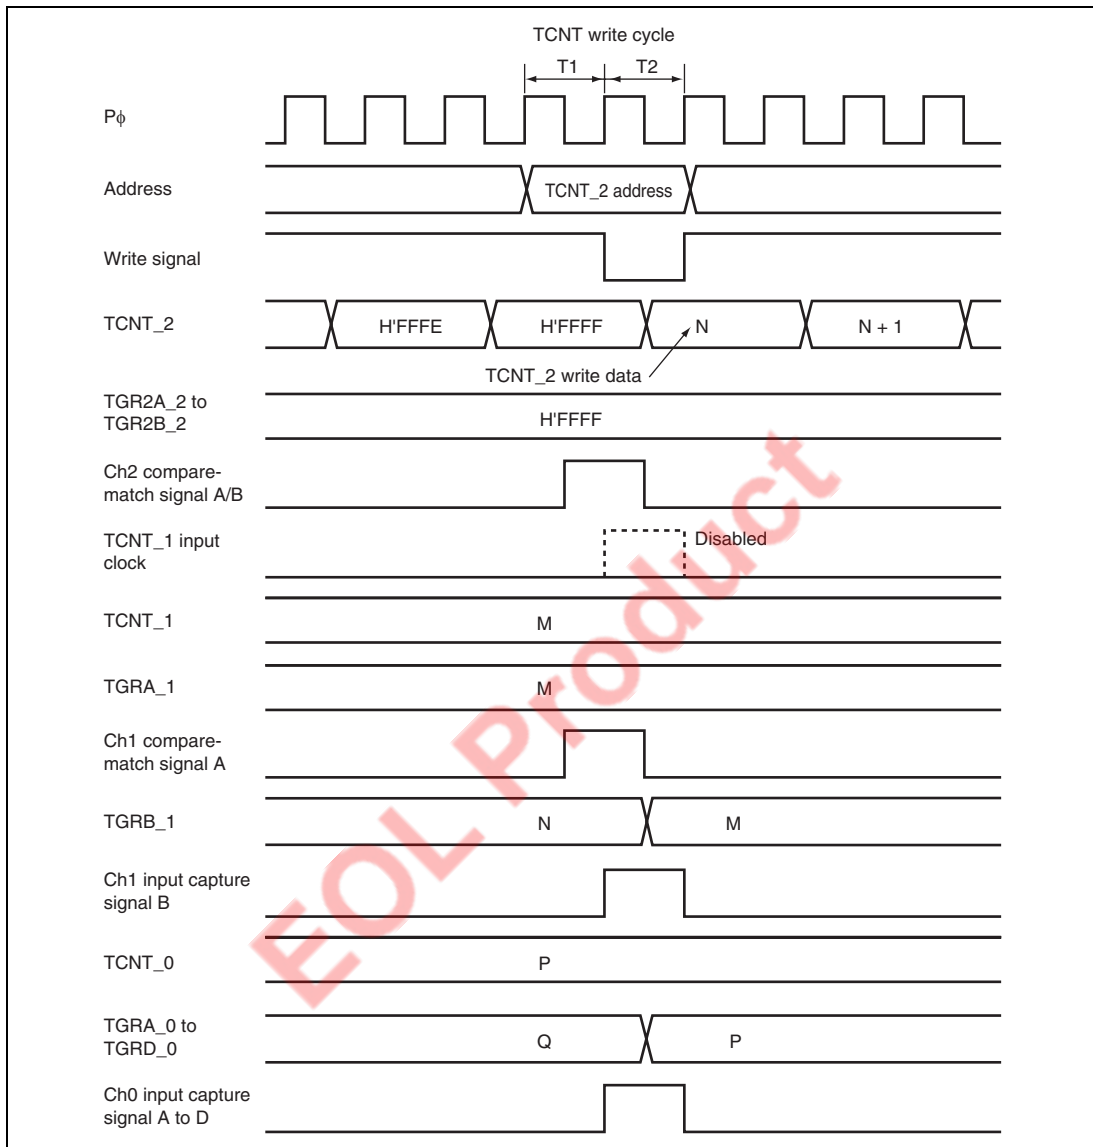 TCNT write cycle
T1 T2
Pϕ
Address TCNT_2 address
Write signal
TCNT_2 H'FFFE H'FFFF N N + 1
TCNT_2 write data
TGR2A_2 to
TGR2B_2
H'FFFF
Ch2 compare-
match signal A/B
TCNT_1 input
clock
Disabled
TCNT_1 M
TGRA_1 M
Ch1 compare-
match signal A
TGRB_1 N M
Ch1 input capture
signal B
TCNT_0 P
TGRA_0 to
TGRD_0
Q P
Ch0 input capture
signal A to D
EOL Product